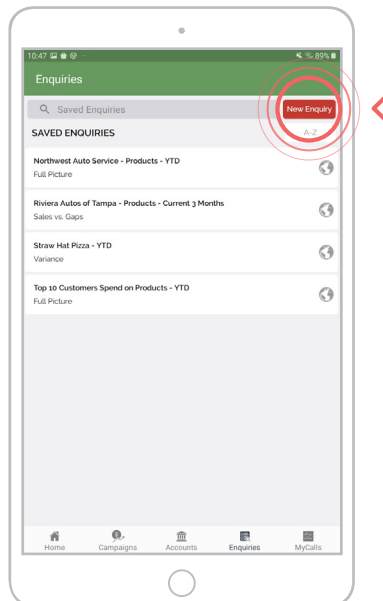 10:47
89%
Enquiries
Saved Enquiries
New Enquiry
SAVED ENQUIRIES
A-Z
Northwest Auto Service - Products - YTD
Full Picture
Riviera Autos of Tampa - Products - Current 3 Months
Sales vs. Gaps
Straw Hat Pizza - YTD
Variance
Top 10 Customers Spend on Products - YTD
Full Picture
Home Campaigns Accounts Enquiries MyCalls